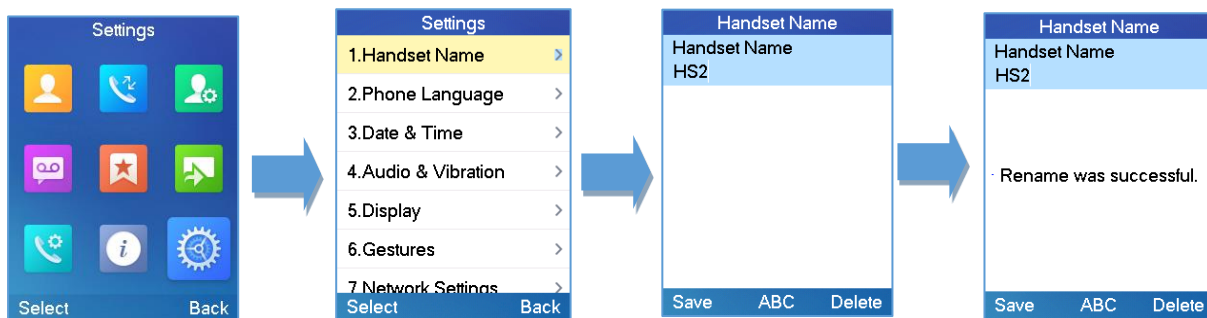 Settings
i
Select Back
Settings
1.Handset Name
2.Phone Language
3.Date & Time
4.Audio & Vibration
5.Display
6.Gestures
7.Network Settings
Select Back
Handset Name
Handset Name
HS2
Save ABC Delete
Handset Name
Handset Name
HS2
Rename was successful.
Save ABC Delete